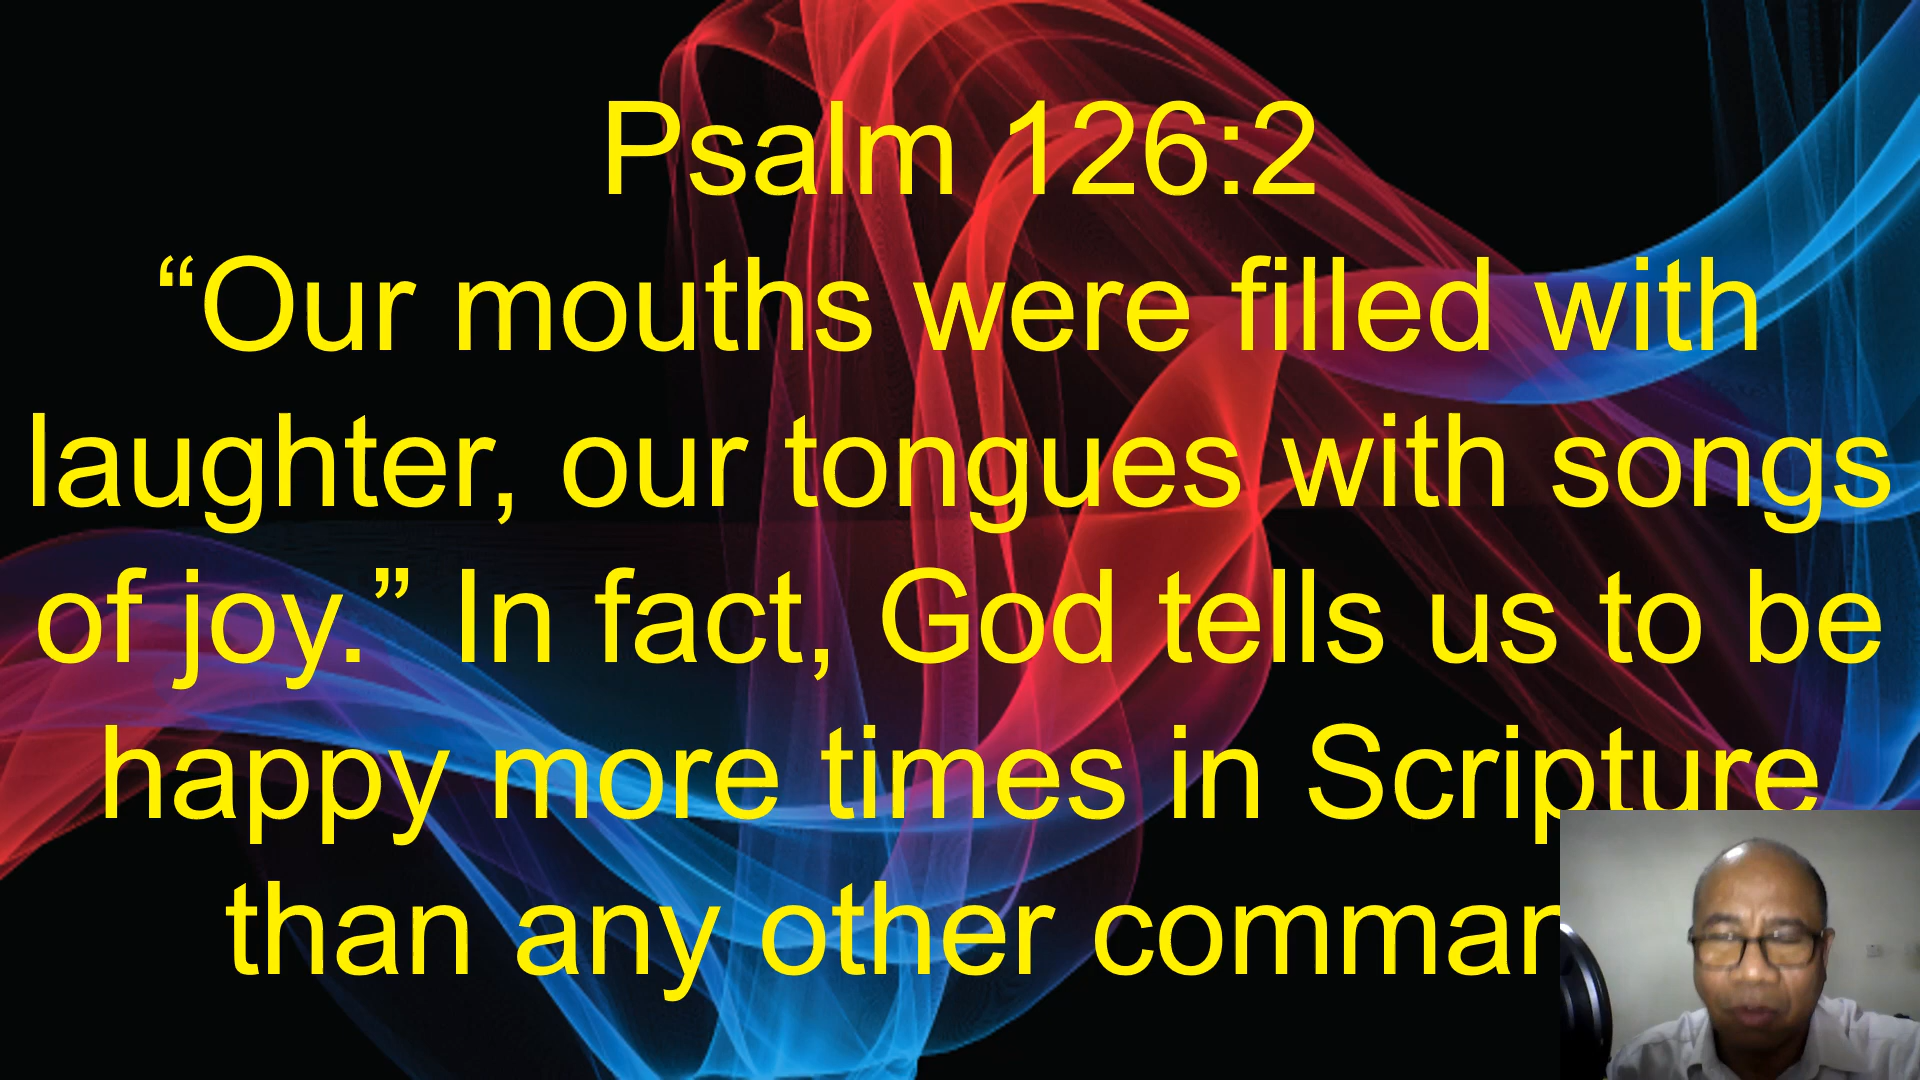 Psalm 126:2
“Our mouths were filled with
laughter, our tongues with songs
of joy.” In fact, God tells us to be
happy more times in Scripture
than any other